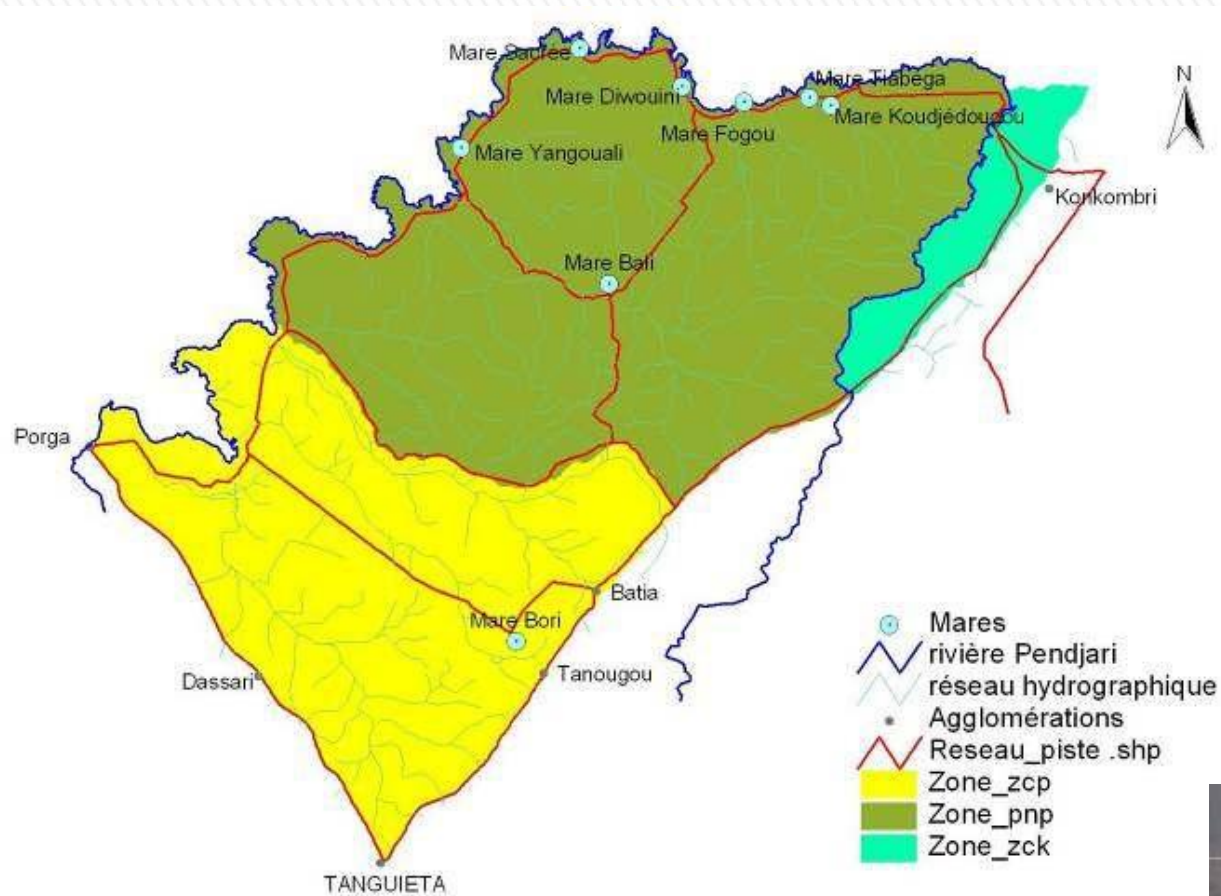 Mare Sacrée
N
Mare Tiabega
Mare Diwouini
Mare Koudjédougou
Mare Fogou
Mare Yangouali
Konkombri
Mare Bali
Porga
Batia
Mare Bori
Dassari
Tanougou
TANGUIETA
Mares
rivière Pendjari
réseau hydrographique
Agglomérations
Reseau_piste .shp
Zone_zcp
Zone_pnp
Zone_zck